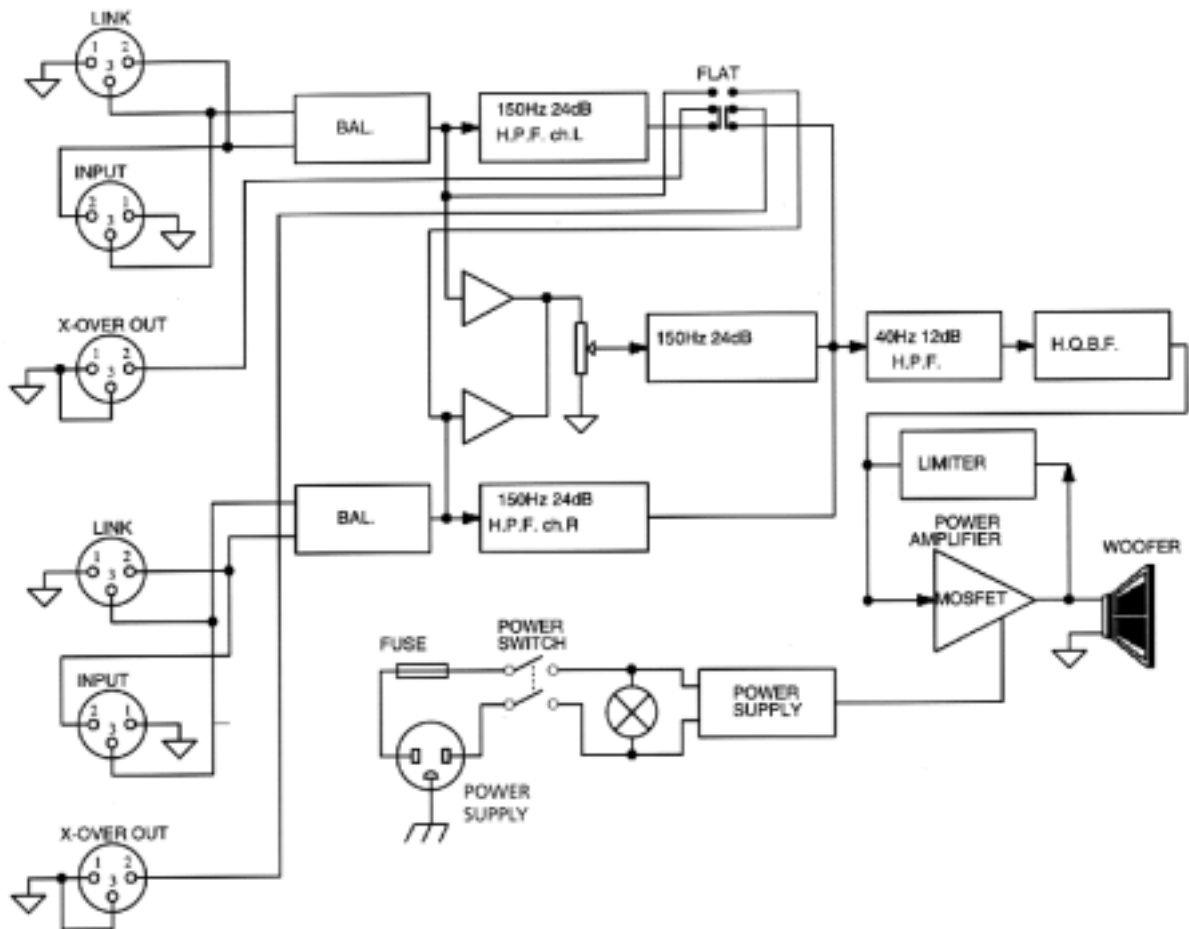 LINK
1 2
3
FLAT
BAL.
150Hz 24dB
H.P.F. ch.L
INPUT
2 1
3
X-OVER OUT
1 2
3
150Hz 24dB
40Hz 12dB
H.P.F.
H.Q.B.F.
LIMITER
BAL.
150Hz 24dB
H.P.F. ch.R
LINK
1 2
3
POWER
AMPLIFIER
MOSFET
WOOFER
FUSE
POWER
SWITCH
INPUT
2 1
3
POWER
SUPPLY
POWER
SUPPLY
X-OVER OUT
1 2
3